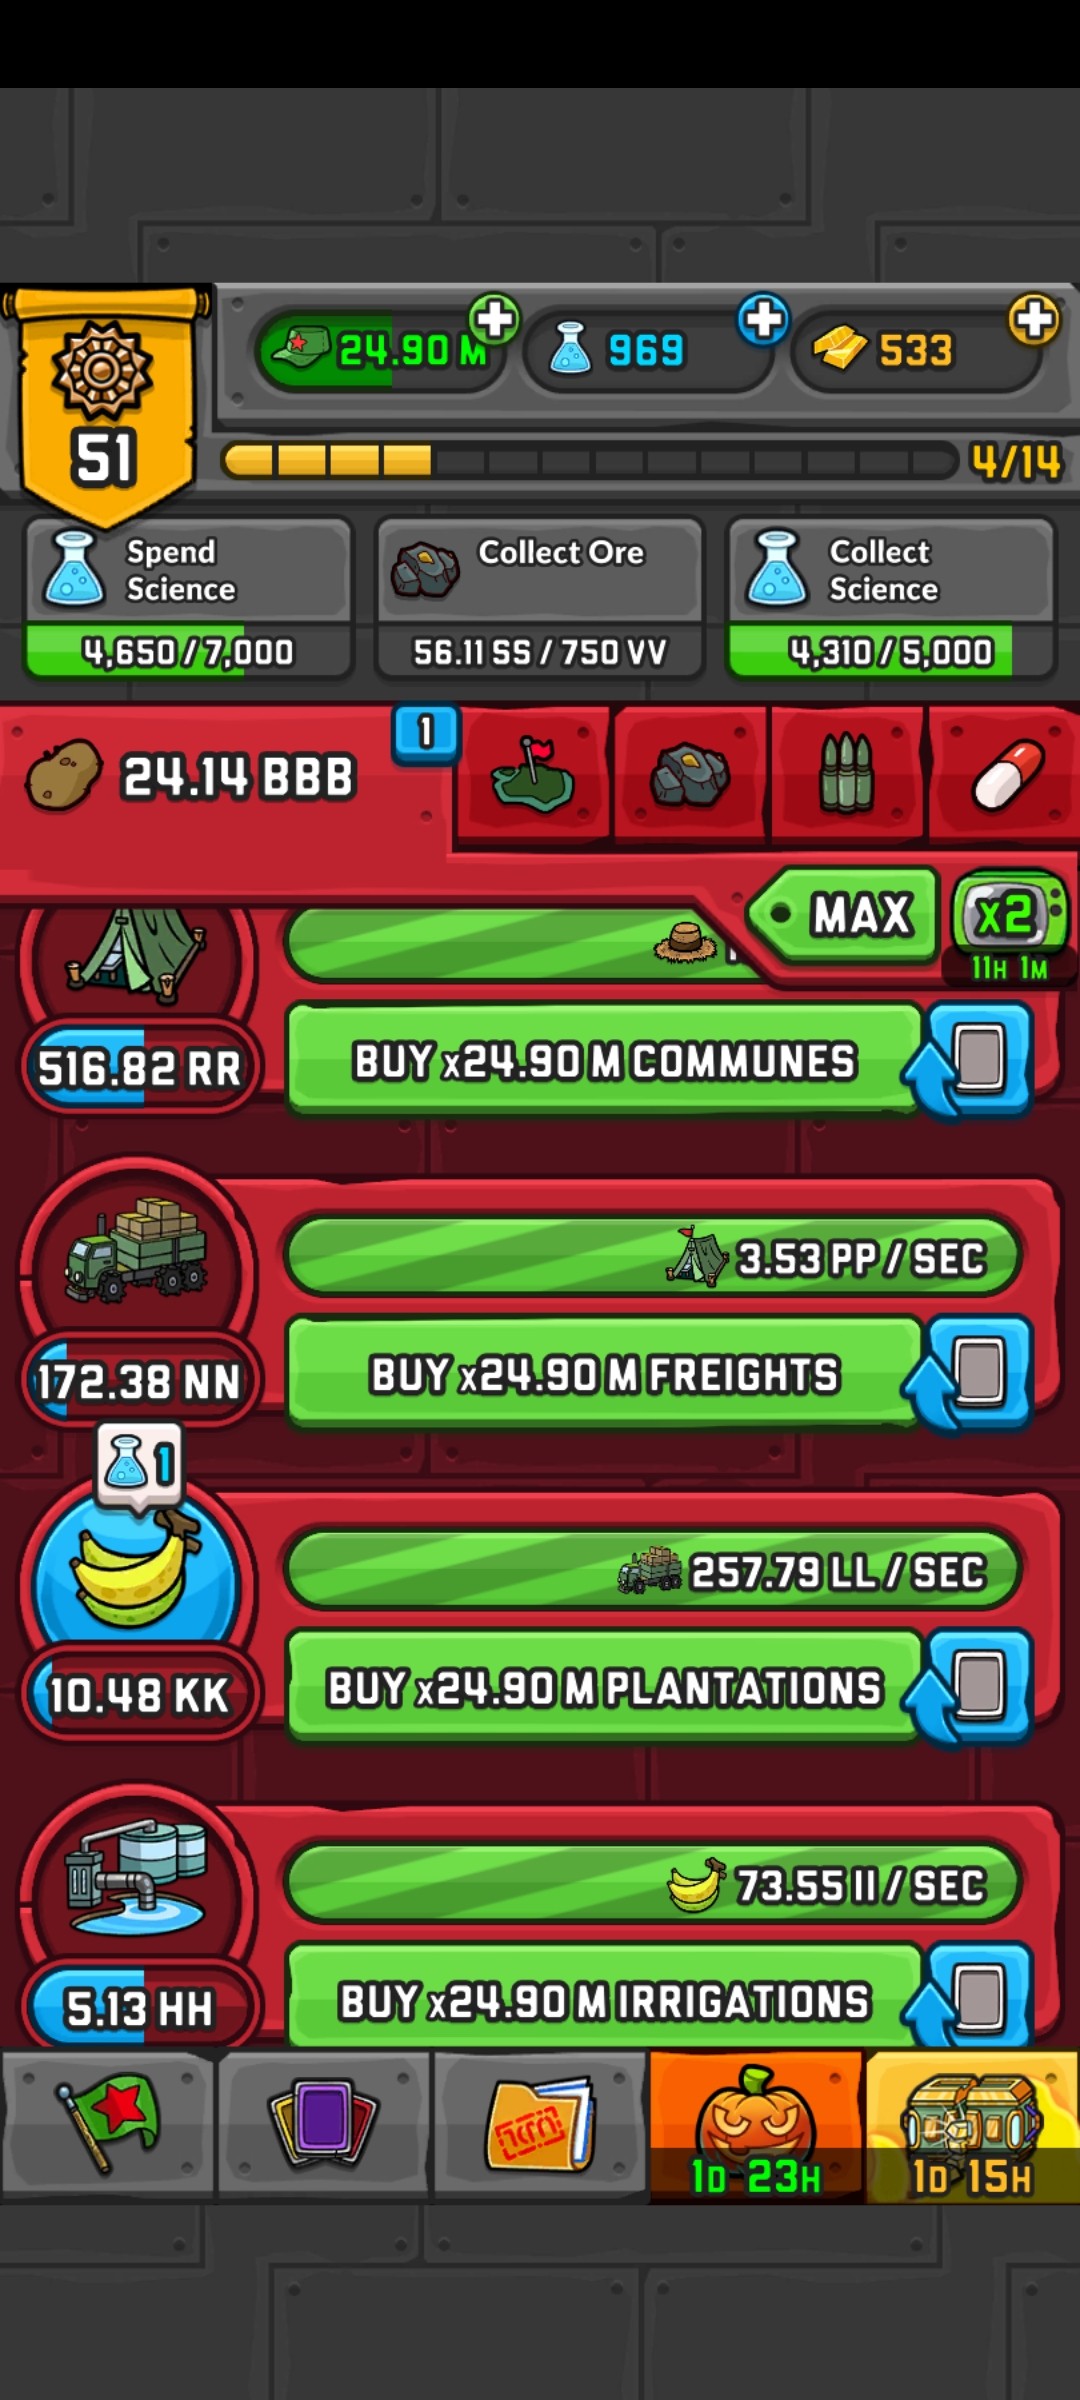 24.90 M
969
533
51
4/14
Spend
Science
4,650 / 7,000
Collect Ore
56.11 SS / 750 VV
Collect
Science
4,310 / 5,000
24.14 BBB
1
MAX
x2
11H 1M
516.82 RR
BUY x24.90 M COMMUNES
3.53 PP / SEC
172.38 NN
BUY x24.90 M FREIGHTS
1
257.79 LL / SEC
10.48 KK
BUY x24.90 M PLANTATIONS
73.55 II / SEC
5.13 HH
BUY x24.90 M IRRIGATIONS
1D 23H
1D 15H